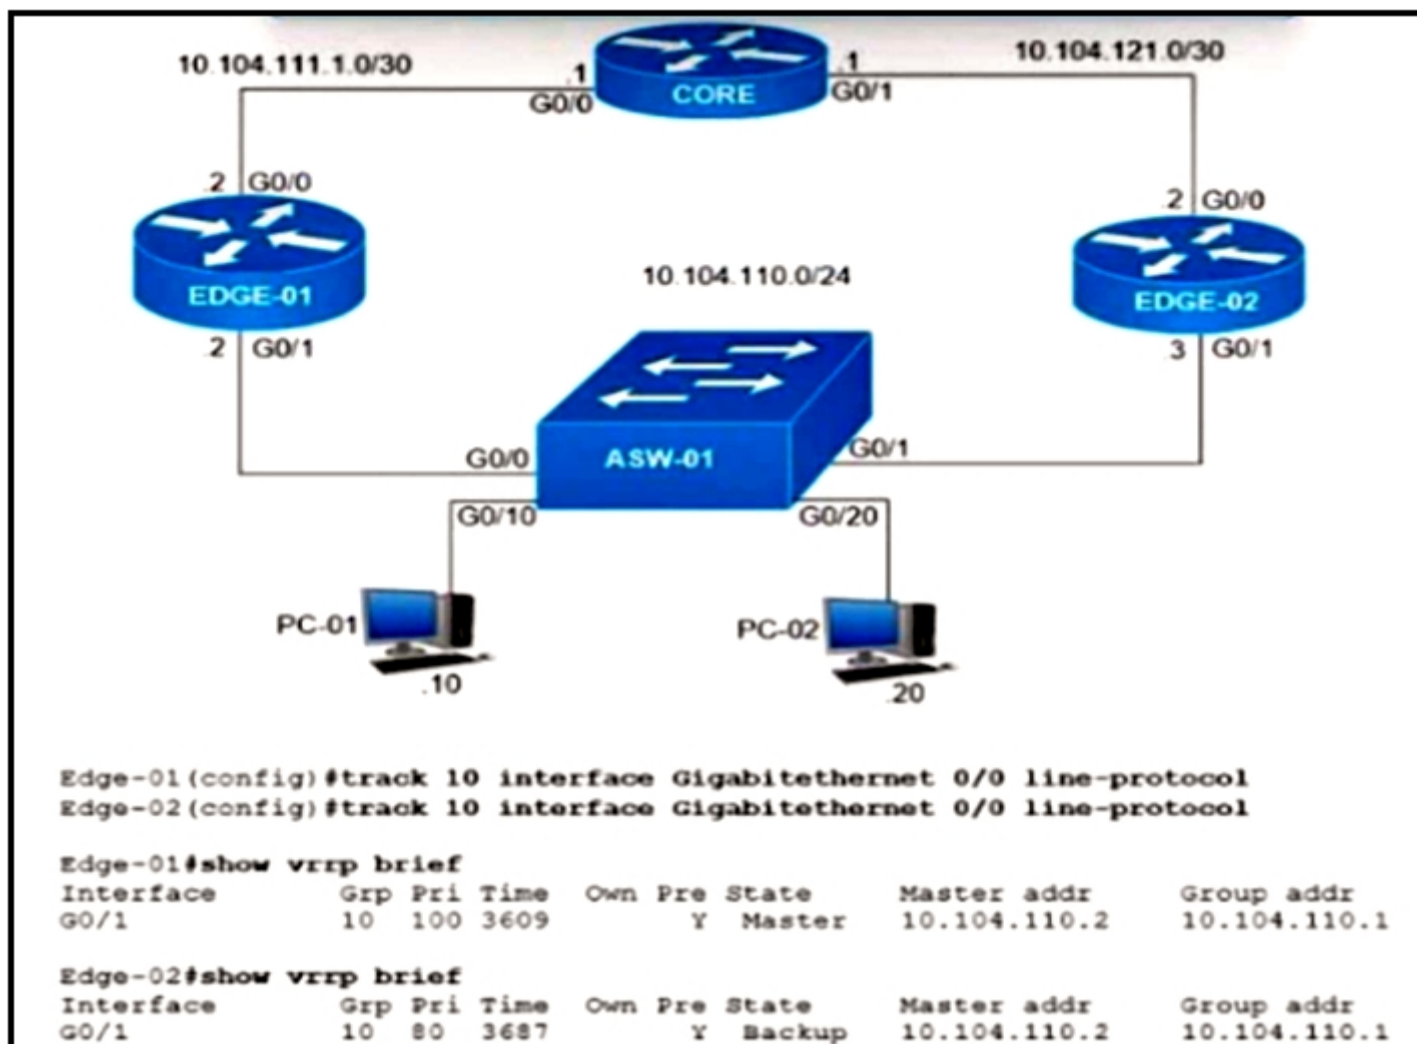 10.104.111.1.0/30
10.104.121.0/30
.1
.1
G0/0
CORE
G0/1
.2 G0/0
.2 G0/0
EDGE-01
10.104.110.0/24
EDGE-02
.2 G0/1
.3 G0/1
G0/0
ASW-01
G0/1
G0/10
G0/20
PC-01
PC-02
.10
.20
Edge-01(config)#track 10 interface Gigabitethernet 0/0 line-protocol
Edge-02(config)#track 10 interface Gigabitethernet 0/0 line-protocol
Edge-01#show vrrp brief
Interface Grp Pri Time Own Pre State Master addr Group addr
G0/1 10 100 3609 Y Master 10.104.110.2 10.104.110.1
Edge-02#show vrrp brief
Interface Grp Pri Time Own Pre State Master addr Group addr
G0/1 10 80 3687 Y Backup 10.104.110.2 10.104.110.1